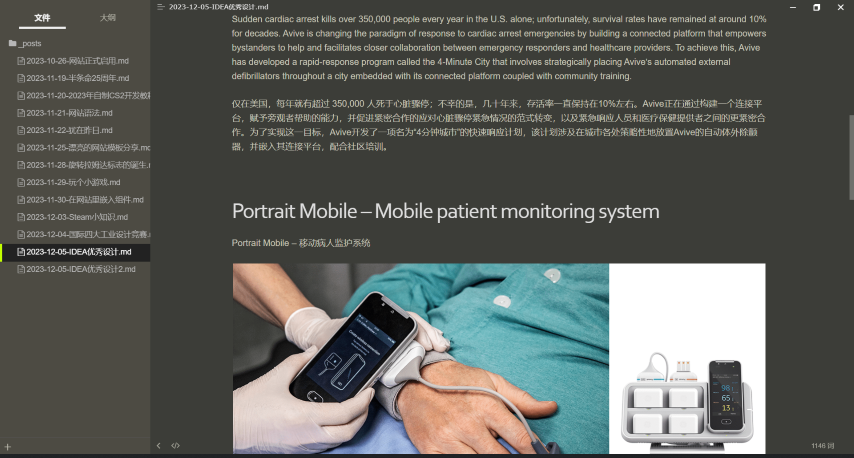 文件
大纲
2023-12-05-IDEA优秀设计.md
_posts
2023-10-26-网站正式启用.md
2023-11-19-半条命25周年.md
2023-11-20-2023年自制CS2开发教
2023-11-21-网站语法.md
2023-11-22-犹在昨日.md
2023-11-25-漂亮的网站模板分享.mc
2023-11-28-旋转拉姆达标志的诞生.
2023-11-29-玩个小游戏.md
2023-11-30-在网站里嵌入组件.md
2023-12-03-Steam小知识.md
2023-12-04-国际四大工业设计竞赛.
2023-12-05-IDEA优秀设计.md
2023-12-05-IDEA优秀设计2.md
Sudden cardiac arrest kills over 350,000 people every year in the U.S. alone; unfortunately, survival rates have remained at around 10%
for decades. Avive is changing the paradigm of response to cardiac arrest emergencies by building a connected platform that empowers
bystanders to help and facilitates closer collaboration between emergency responders and healthcare providers. To achieve this, Avive
has developed a rapid-response program called the 4-Minute City that involves strategically placing Avive's automated external
defibrillators throughout a city embedded with its connected platform coupled with community training.
仅在美国，每年就有超过 350,000 人死于心脏骤停；不幸的是，几十年来，存活率一直保持在10%左右。Avive正在通过构建一个连接平
台，赋予旁观者帮助的能力，并促进紧密合作的应对心脏骤停紧急情况的范式转变，以及紧急响应人员和医疗保健提供者之间的更紧密合
作。为了实现这一目标，Avive开发了一项名为“4分钟城市”的快速响应计划，该计划涉及在城市各处策略性地放置Avive的自动体外除颤
器，并嵌入其连接平台，配合社区培训。
Portrait Mobile – Mobile patient monitoring system
Portrait Mobile – 移动病人监护系统
98
65
13
1146 词